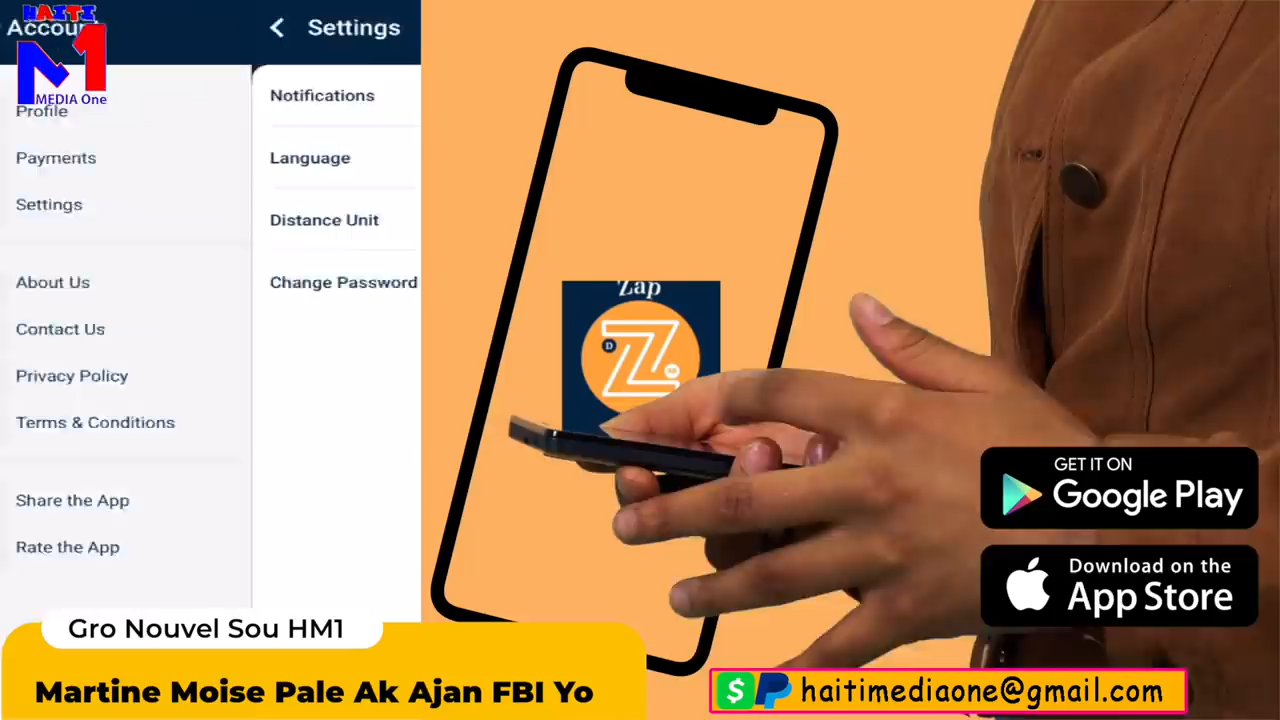 HAITI
MEDIA One
Account
Profile
Payments
Settings
About Us
Contact Us
Privacy Policy
Terms & Conditions
Share the App
Rate the App
Settings
Notifications
Language
Distance Unit
Change Password
Zap
D
Z
GET IT ON
Google Play
Download on the
App Store
Gro Nouvel Sou HM1
Martine Moise Pale Ak Ajan FBI Yo
$ haitimediaone@gmail.com